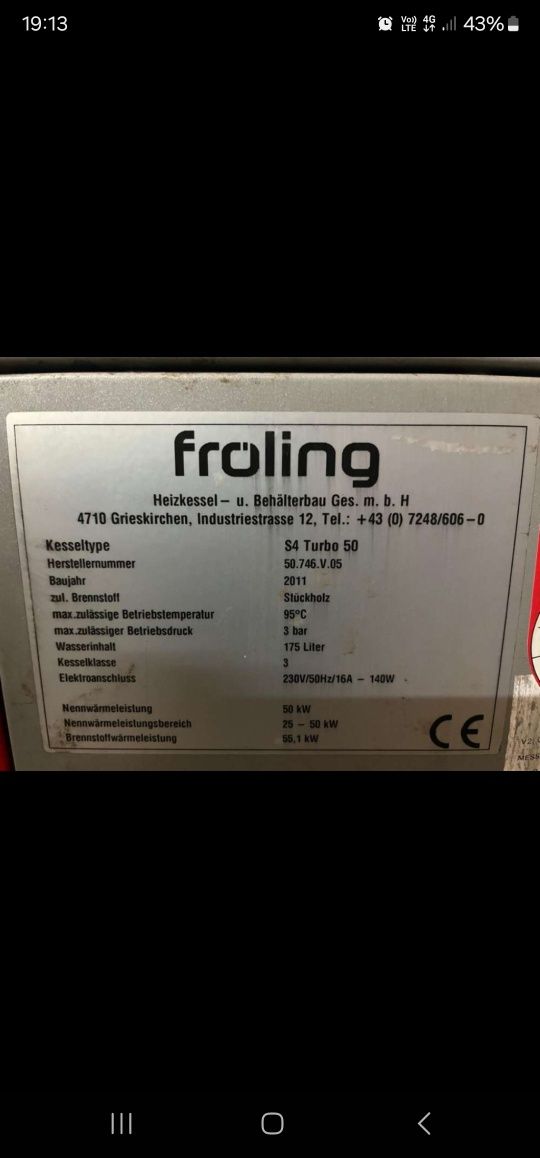 19:13
Vo)) LTE 4G 43%
fröling
Heizkessel – u. Behälterbau Ges. m. b. H
4710 Grieskirchen, Industriestrasse 12, Tel.: +43 (0) 7248/606–0
Kesseltype S4 Turbo 50
Herstellernummer 50.746.V.05
Baujahr 2011
zul. Brennstoff Stückholz
max.zulässige Betriebstemperatur 95°C
max.zulässiger Betriebsdruck 3 bar
Wasserinhalt 175 Liter
Kesselklasse 3
Elektroanschluss 230V/50Hz/16A – 140W
Nennwärmeleistung 50 kW
Nennwärmeleistungsbereich 25 – 50 kW
Brennstoffwärmeleistung 55,1 kW
CE